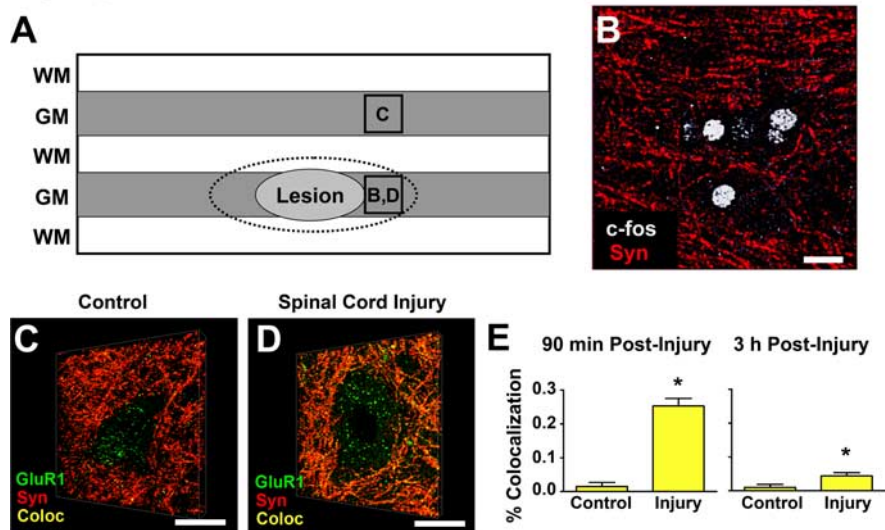 A
WM
GM
C
WM
GM
Lesion
B,D
WM
B
c-fos
Syn
Control
Spinal Cord Injury
C
GluR1
Syn
Coloc
D
GluR1
Syn
Coloc
E
90 min Post-Injury
3 h Post-Injury
% Colocalization
0.3
0.2
0.1
0.0
*
*
Control
Injury
Control
Injury